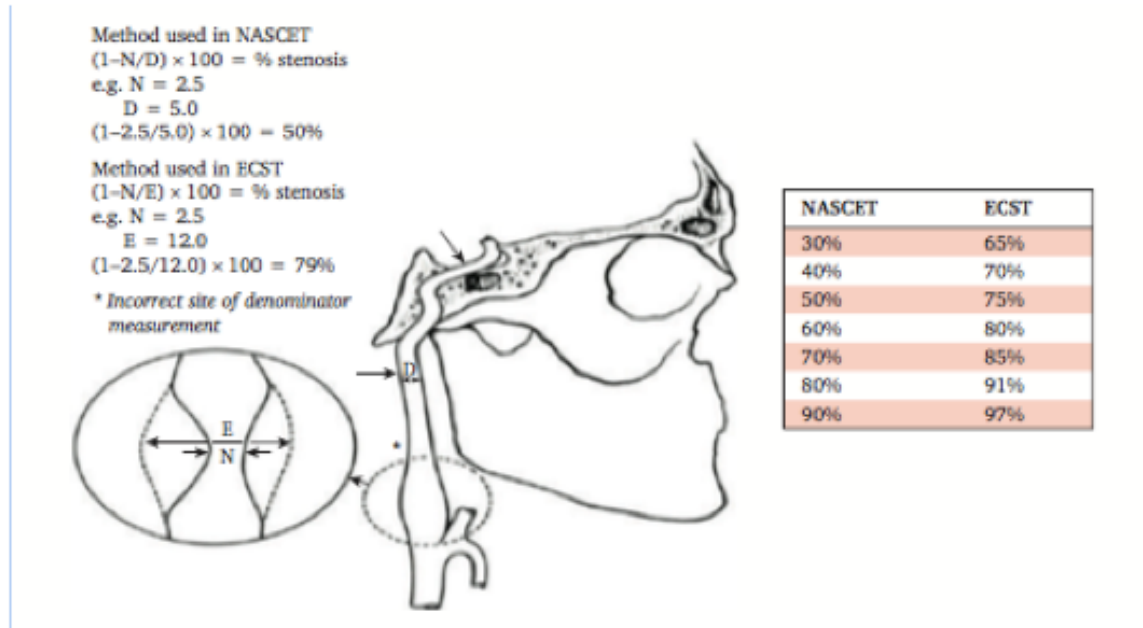 Method used in NASCET
(1–N/D) × 100 = % stenosis
e.g. N = 2.5
D = 5.0
(1–2.5/5.0) × 100 = 50%
Method used in ECST
(1–N/E) × 100 = % stenosis
e.g. N = 2.5
E = 12.0
(1–2.5/12.0) × 100 = 79%
* Incorrect site of denominator
measurement
E
N
D
*
NASCET ECST
30% 65%
40% 70%
50% 75%
60% 80%
70% 85%
80% 91%
90% 97%